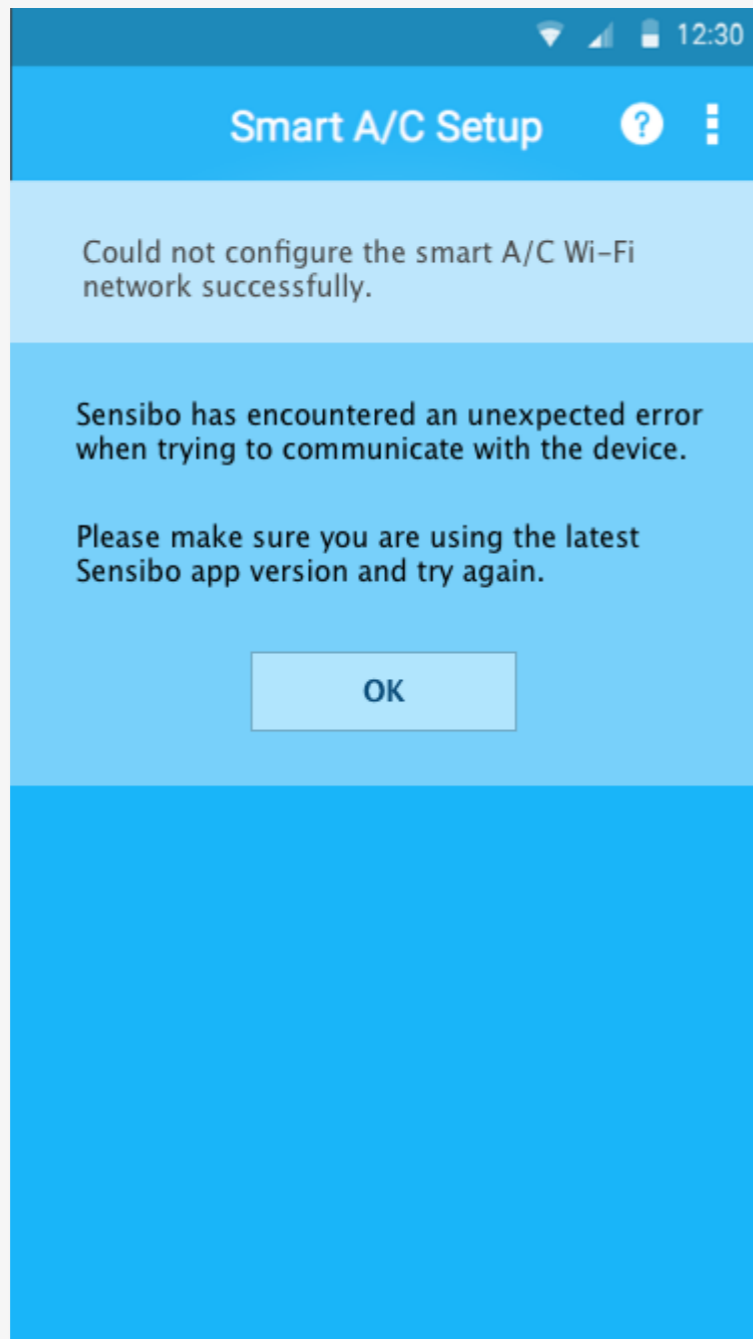 12:30
Smart A/C Setup ?
Could not configure the smart A/C Wi-Fi
network successfully.
Sensibo has encountered an unexpected error
when trying to communicate with the device.
Please make sure you are using the latest
Sensibo app version and try again.
OK